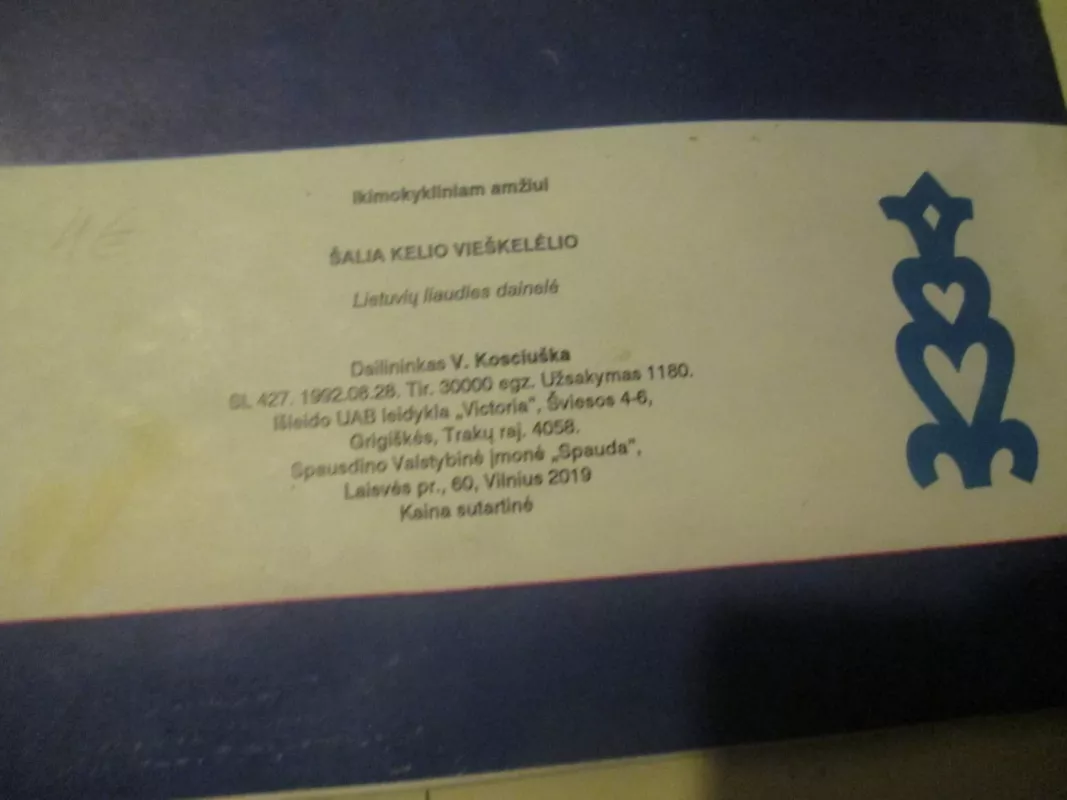 Ikimokykliniam amžiui
ŠALIA KELIO VIEŠKELĖLIO
Lietuvių liaudies dainelė
Dailininkas V. Kosciuška
SL 427. 1992.08.28. Tir. 30000 egz. Užsakymas 1180.
Išleido UAB leidykla „Victoria", Šviesos 4-6,
Grigiškės, Trakų raj. 4058.
Spausdino Valstybinė įmonė „Spauda",
Laisvės pr., 60, Vilnius 2019
Kaina sutartinė